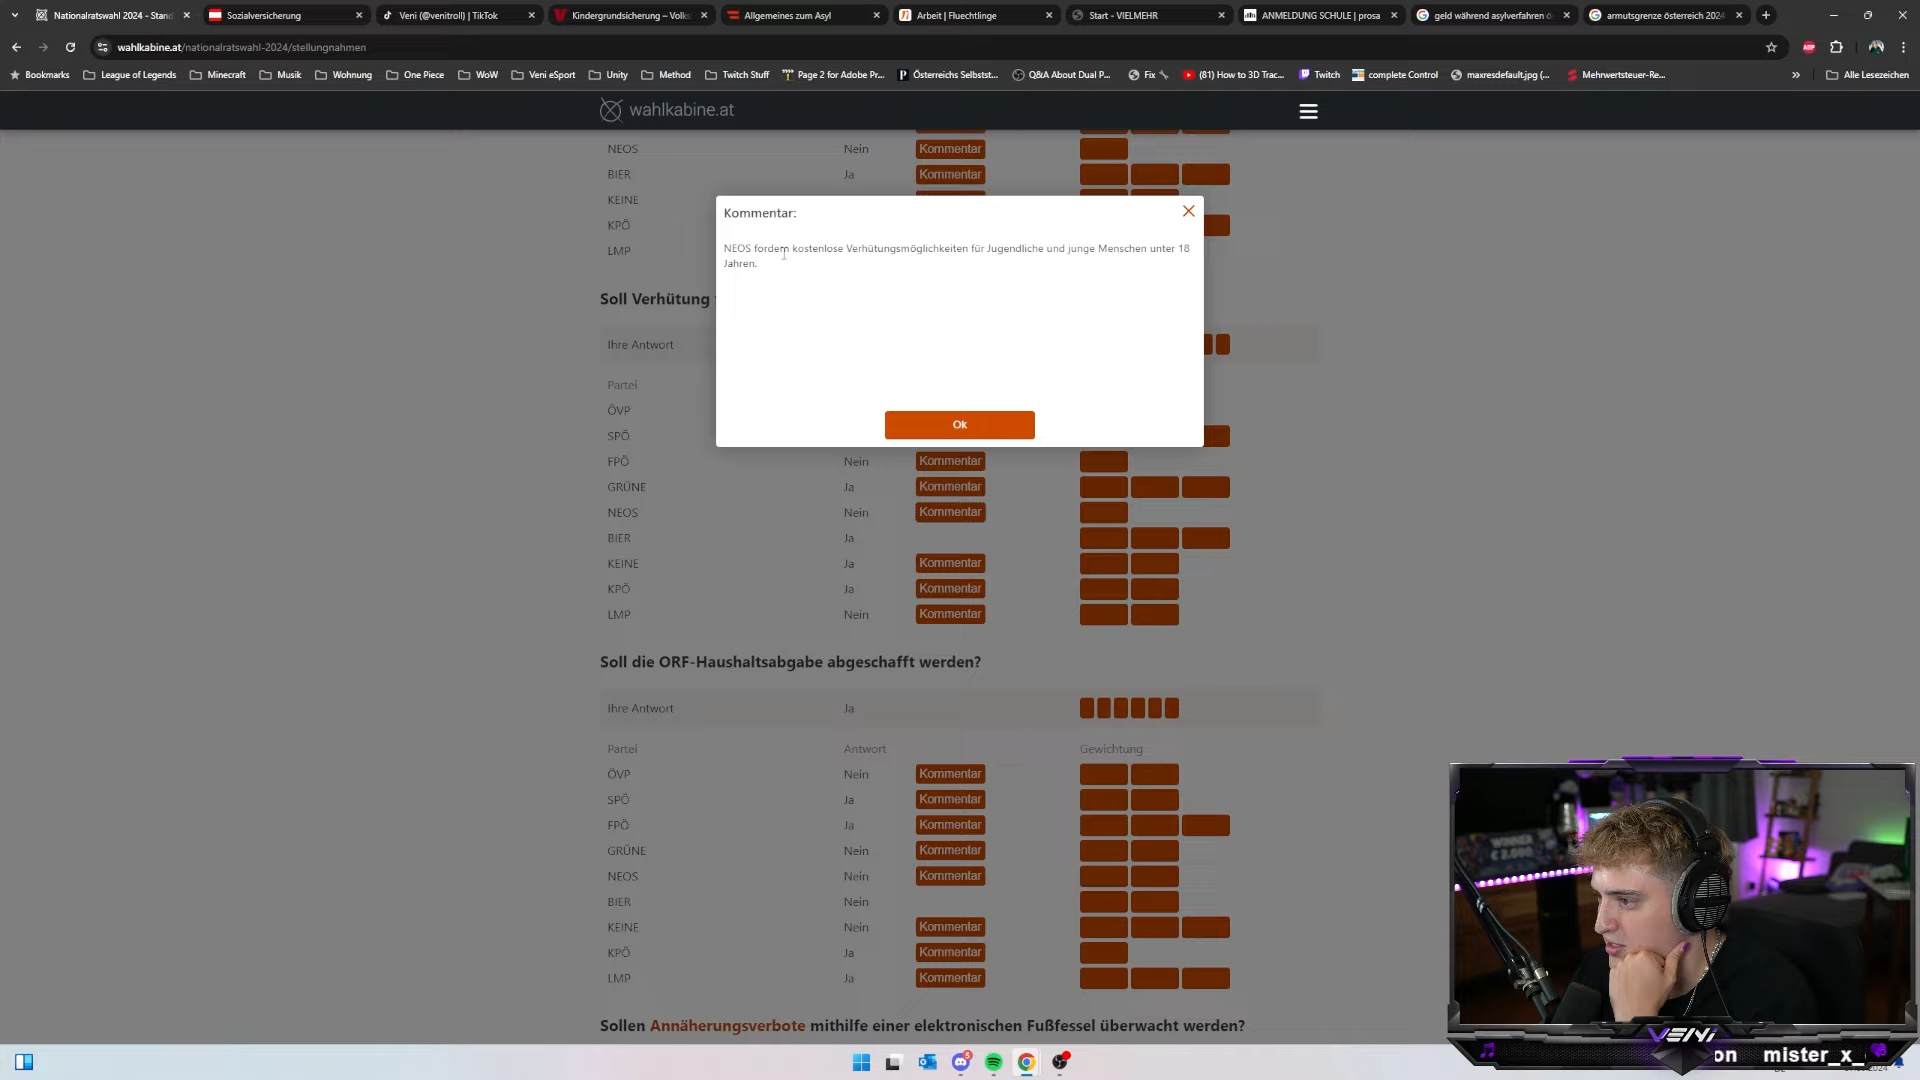 Nationalratswahl 2024 - Stand
Sozialversicherung
Veni (@venitroll) | TikTok
Kindergrundsicherung – Volks
Allgemeines zum Asyl
Arbeit | Fluechtlinge
Start - VIELMEHR
ANMELDUNG SCHULE | prosa
geld während asylverfahren ö
armutsgrenze österreich 2024
wahlkabine.at/nationalratswahl-2024/stellungnahmen
Bookmarks
League of Legends
Minecraft
Musik
Wohnung
One Piece
WoW
Veni eSport
Unity
Method
Twitch Stuff
Page 2 for Adobe Pr...
Österreichs Selbstst...
Q&A About Dual P...
Fix
(81) How to 3D Trac...
Twitch
complete Control
maxresdefault.jpg (...
Mehrwertsteuer-Re...
»
Alle Lesezeichen
wahlkabine.at
NEOS Nein Kommentar
BIER Ja Kommentar
KEINE
KPÖ
LMP
Kommentar:
NEOS fordern kostenlose Verhütungsmöglichkeiten für Jugendliche und junge Menschen unter 18
Jahren.
Ok
Soll Verhütung
Ihre Antwort
Partei
ÖVP
SPÖ
FPÖ Nein Kommentar
GRÜNE Ja Kommentar
NEOS Nein Kommentar
BIER Ja
KEINE Ja Kommentar
KPÖ Ja Kommentar
LMP Nein Kommentar
Soll die ORF-Haushaltsabgabe abgeschafft werden?
Ihre Antwort Ja
Partei Antwort Gewichtung
ÖVP Nein Kommentar
SPÖ Ja Kommentar
FPÖ Ja Kommentar
GRÜNE Nein Kommentar
NEOS Nein Kommentar
BIER Nein
KEINE Nein Kommentar
KPÖ Ja Kommentar
LMP Ja Kommentar
Sollen Annäherungsverbote mithilfe einer elektronischen Fußfessel überwacht werden?
WINNER
VENI
on mister_x_